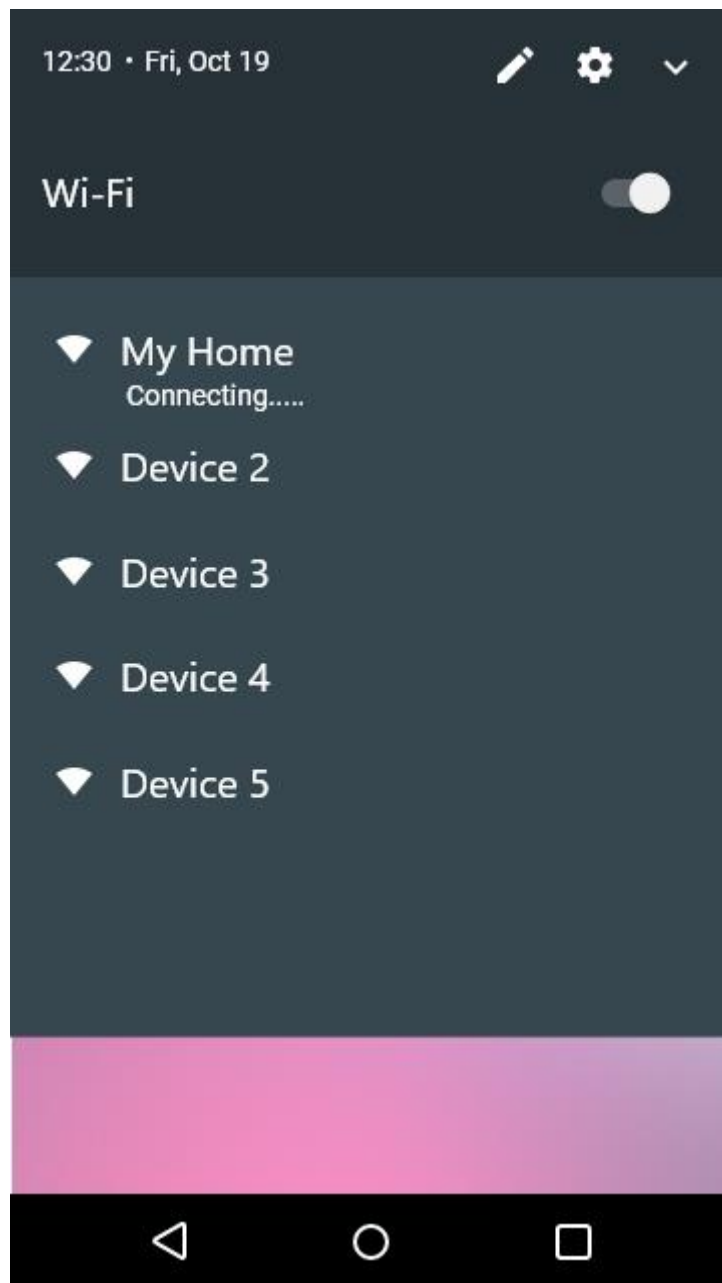 12:30 • Fri, Oct 19
Wi-Fi
My Home
Connecting.....
Device 2
Device 3
Device 4
Device 5